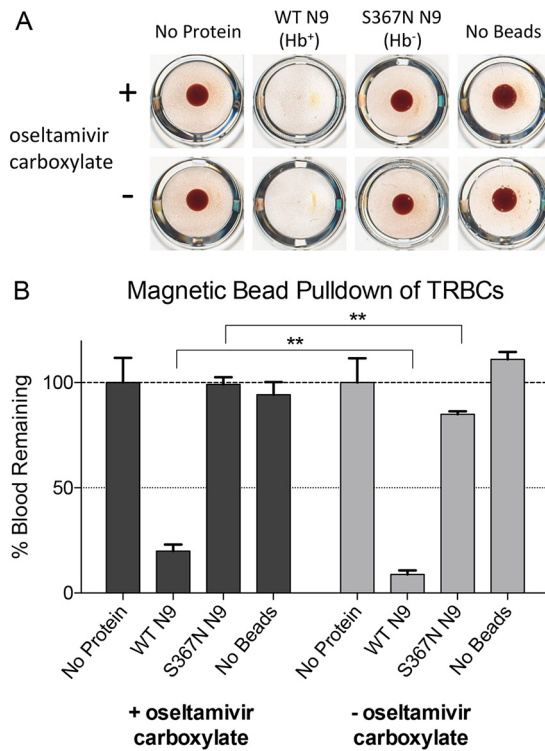 A
No Protein
WT N9
(Hb+)
S367N N9
(Hb-)
No Beads
+
oseltamivir
carboxylate
-
B
Magnetic Bead Pulldown of TRBCs
**
**
% Blood Remaining
100
50
0
No Protein
WT N9
S367N N9
No Beads
No Protein
WT N9
S367N N9
No Beads
+ oseltamivir
carboxylate
- oseltamivir
carboxylate